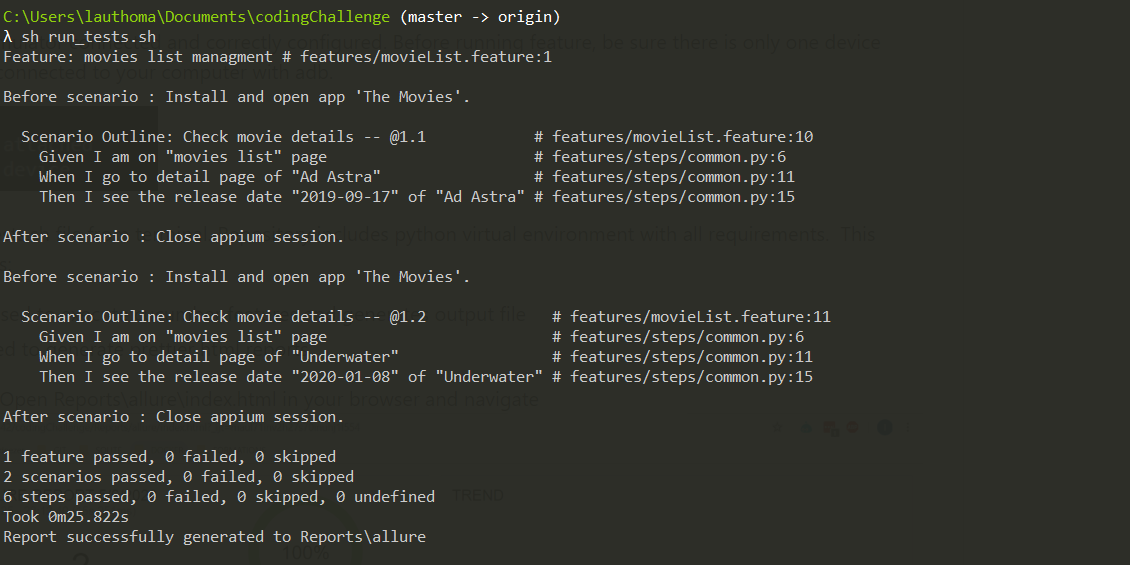 C:\Users\lauthoma\Documents\codingChallenge (master -> origin)
λ sh run_tests.sh
Feature: movies list managment # features/movieList.feature:1
Before scenario : Install and open app 'The Movies'.
Scenario Outline: Check movie details -- @1.1 # features/movieList.feature:10
Given I am on "movies list" page # features/steps/common.py:6
When I go to detail page of "Ad Astra" # features/steps/common.py:11
Then I see the release date "2019-09-17" of "Ad Astra" # features/steps/common.py:15
After scenario : Close appium session.
Before scenario : Install and open app 'The Movies'.
Scenario Outline: Check movie details -- @1.2 # features/movieList.feature:11
Given I am on "movies list" page # features/steps/common.py:6
When I go to detail page of "Underwater" # features/steps/common.py:11
Then I see the release date "2020-01-08" of "Underwater" # features/steps/common.py:15
After scenario : Close appium session.
1 feature passed, 0 failed, 0 skipped
2 scenarios passed, 0 failed, 0 skipped
6 steps passed, 0 failed, 0 skipped, 0 undefined
Took 0m25.822s
Report successfully generated to Reports\allure